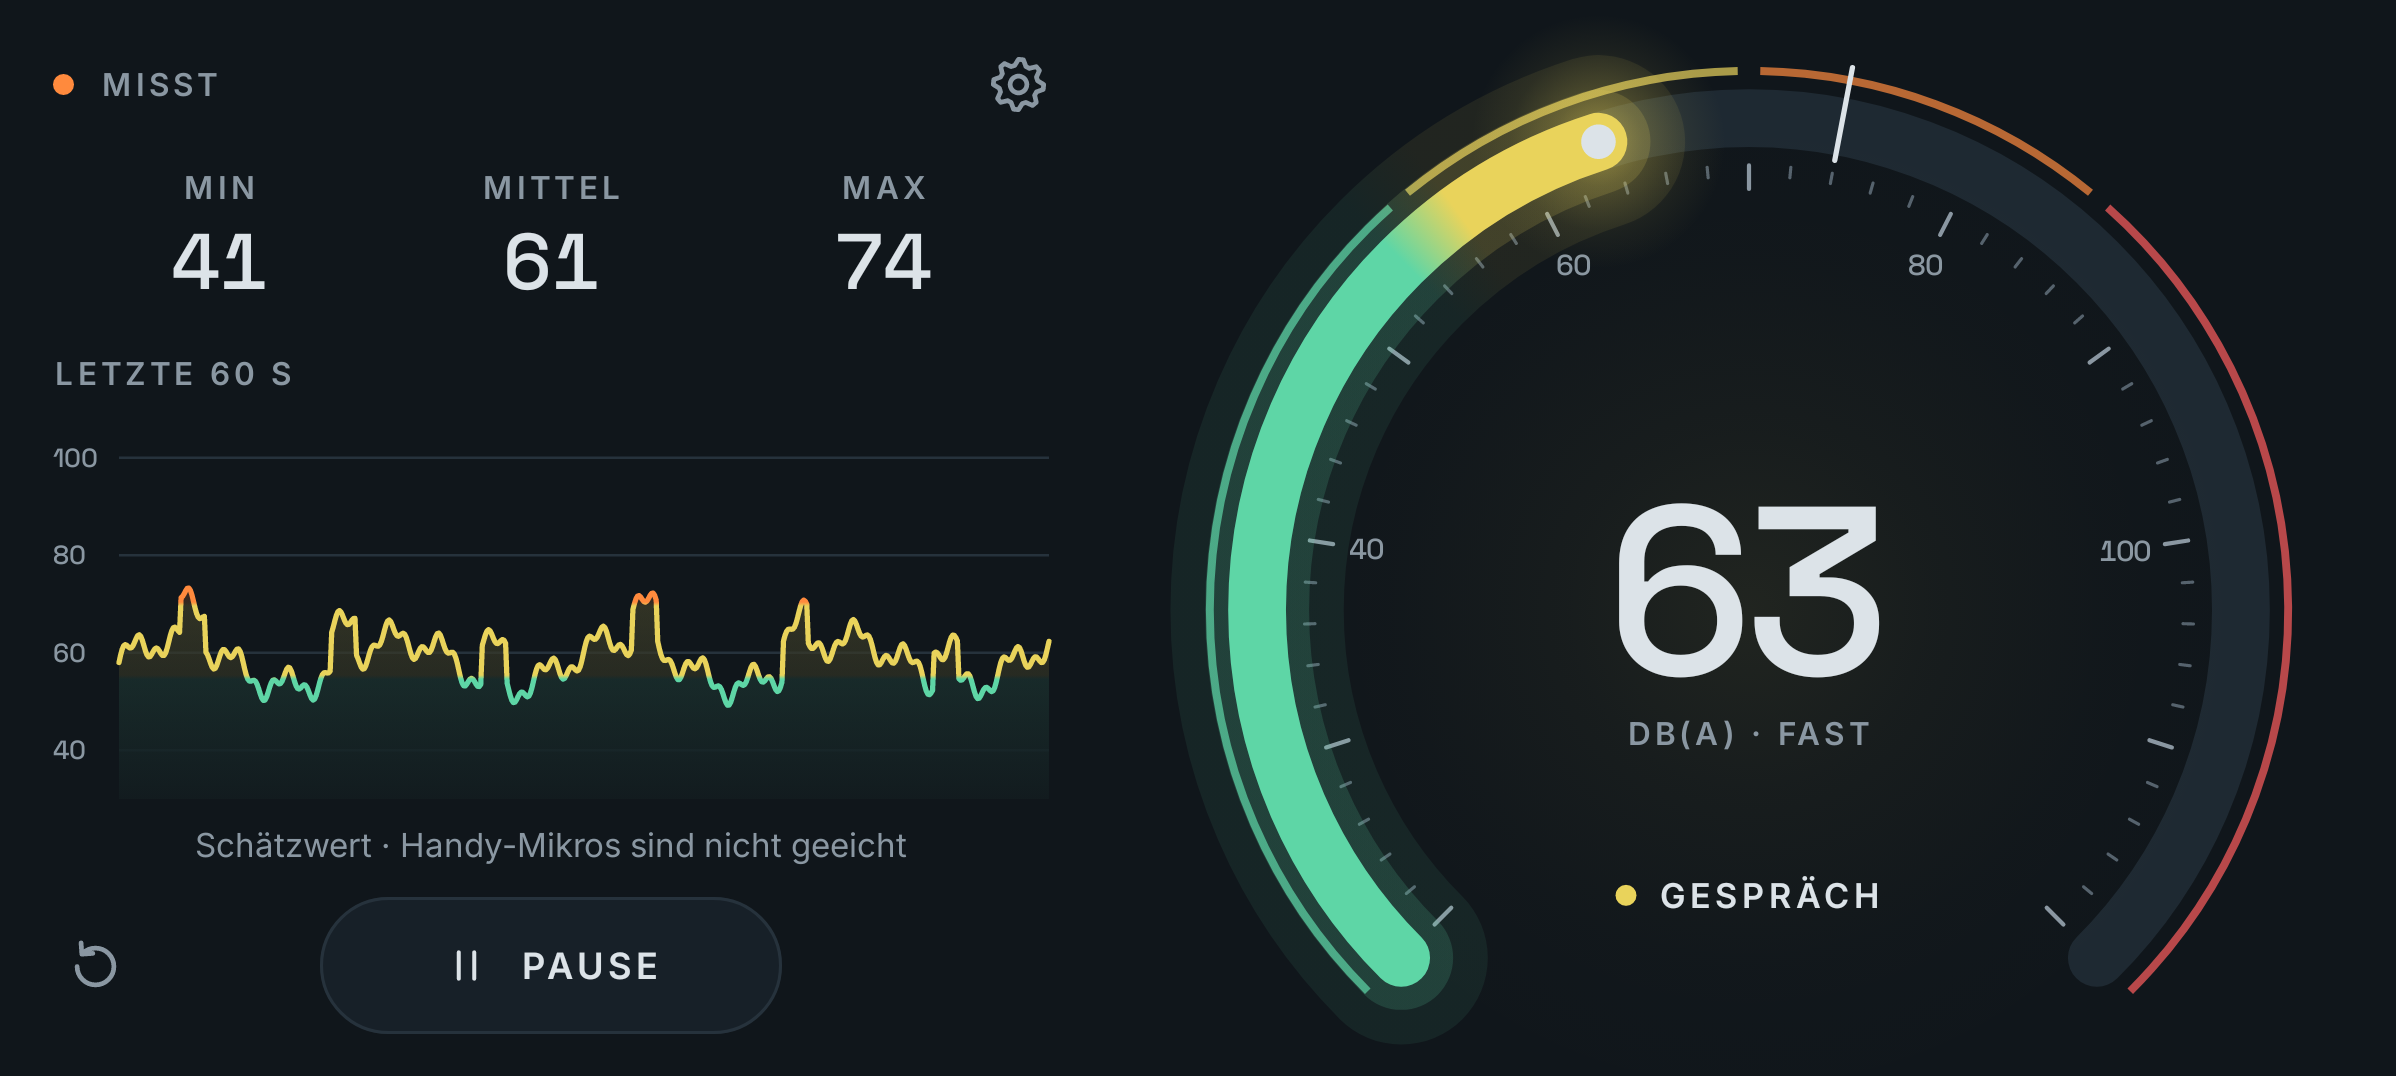 MISST
MIN MITTEL MAX
41 61 74
LETZTE 60 S
100
80
60
40
Schätzwert · Handy-Mikros sind nicht geeicht
PAUSE
60 80
40 100
63
DB(A) · FAST
GESPRÄCH